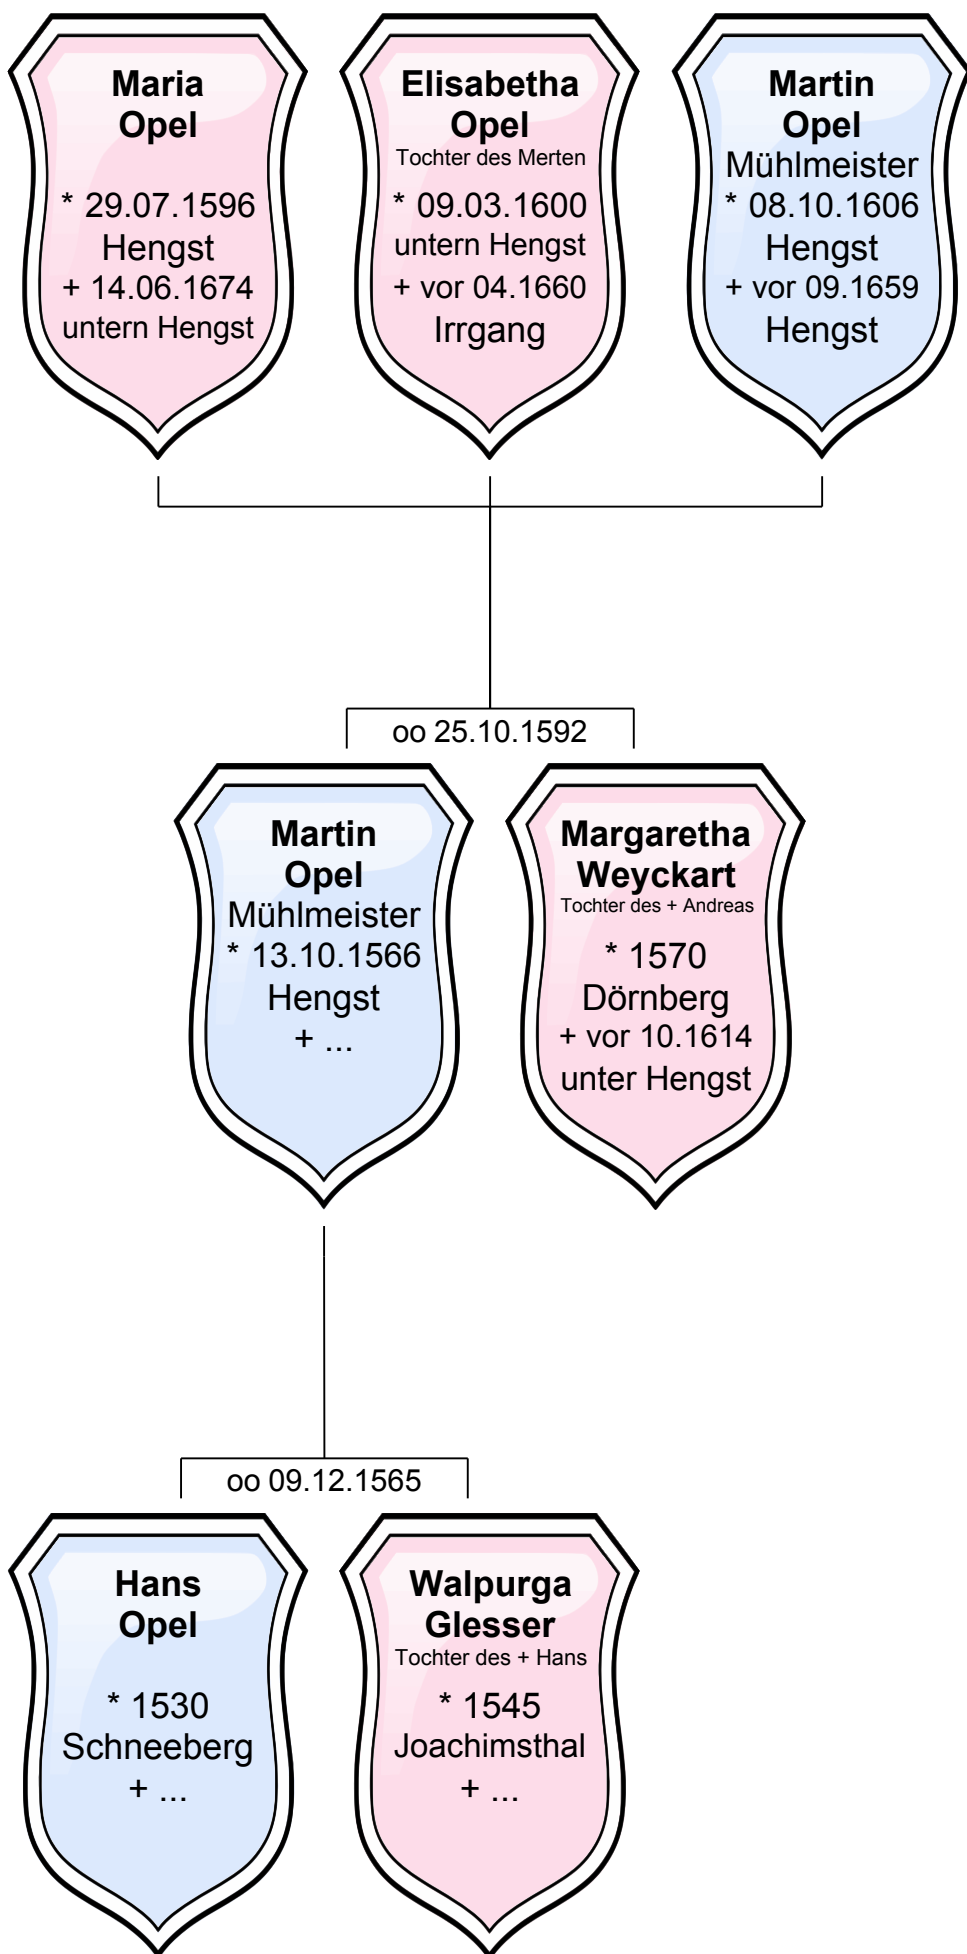 Maria
Opel
* 29.07.1596
Hengst
+ 14.06.1674
untern Hengst
Elisabetha
Opel
Tochter des Merten
* 09.03.1600
untern Hengst
+ vor 04.1660
Irrgang
Martin
Opel
Mühlmeister
* 08.10.1606
Hengst
+ vor 09.1659
Hengst
oo 25.10.1592
Martin
Opel
Mühlmeister
* 13.10.1566
Hengst
+ ...
Margaretha
Weyckart
Tochter des + Andreas
* 1570
Dörnberg
+ vor 10.1614
unter Hengst
oo 09.12.1565
Hans
Opel
* 1530
Schneeberg
+ ...
Walpurga
Glesser
Tochter des + Hans
* 1545
Joachimsthal
+ ...